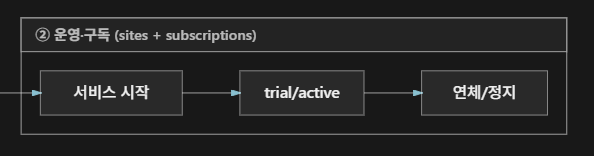 ② 운영·구독 (sites + subscriptions)
서비스 시작
trial/active
연체/정지